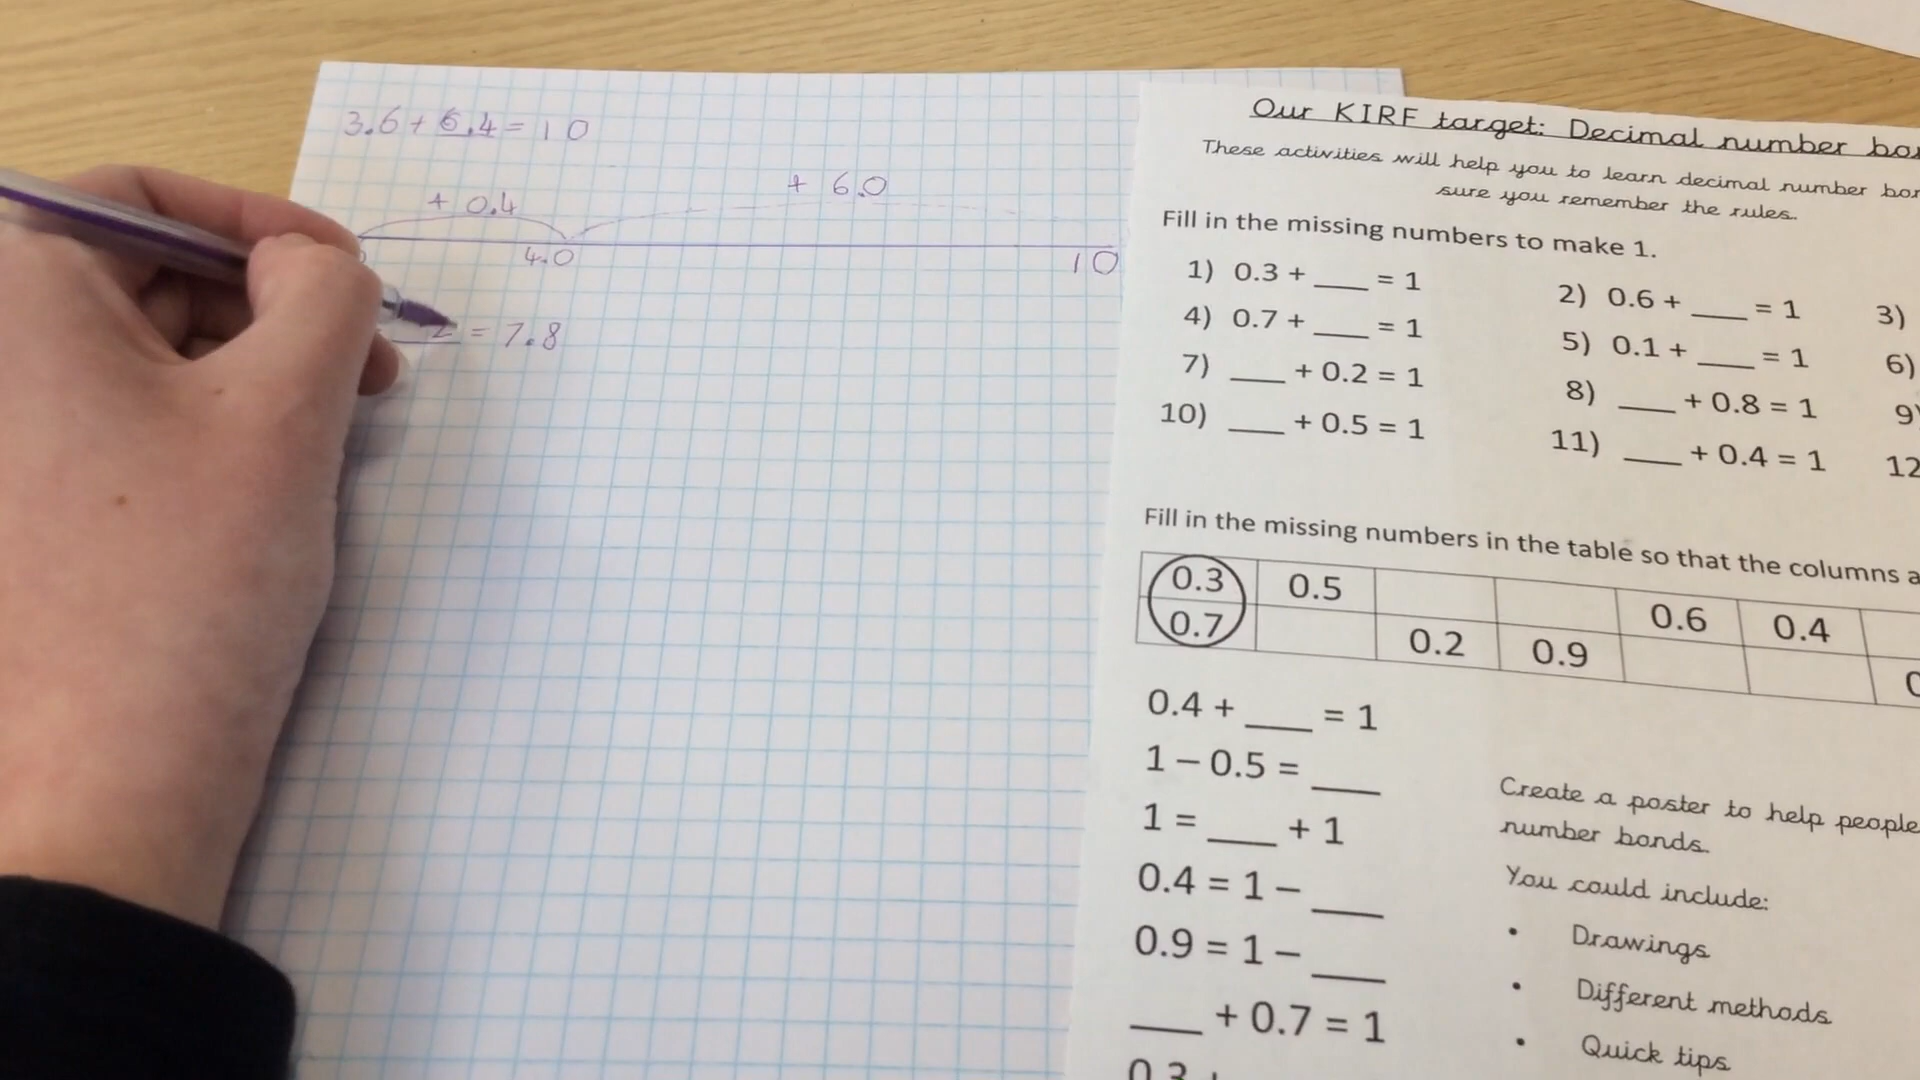 3.6 + 6.4 = 10
+ 0.4
+ 6.0
4.0
10
2 = 7.8
Our KIRF target: Decimal number
These activities will help you to learn decimal number
sure you remember the rules.
Fill in the missing numbers to make 1.
1) 0.3 + ___ = 1 2) 0.6 + ___ = 1 3)
4) 0.7 + ___ = 1 5) 0.1 + ___ = 1 6)
7) ___ + 0.2 = 1 8) ___ + 0.8 = 1 9)
10) ___ + 0.5 = 1 11) ___ + 0.4 = 1 12
Fill in the missing numbers in the table so that the columns
0.3 0.5 0.6 0.4
0.7 0.2 0.9
0.4 + ___ = 1
1 – 0.5 = ___
1 = ___ + 1
0.4 = 1 – ___
0.9 = 1 – ___
___ + 0.7 = 1
Create a poster to help people
number bonds.
You could include:
• Drawings
• Different methods
• Quick tips